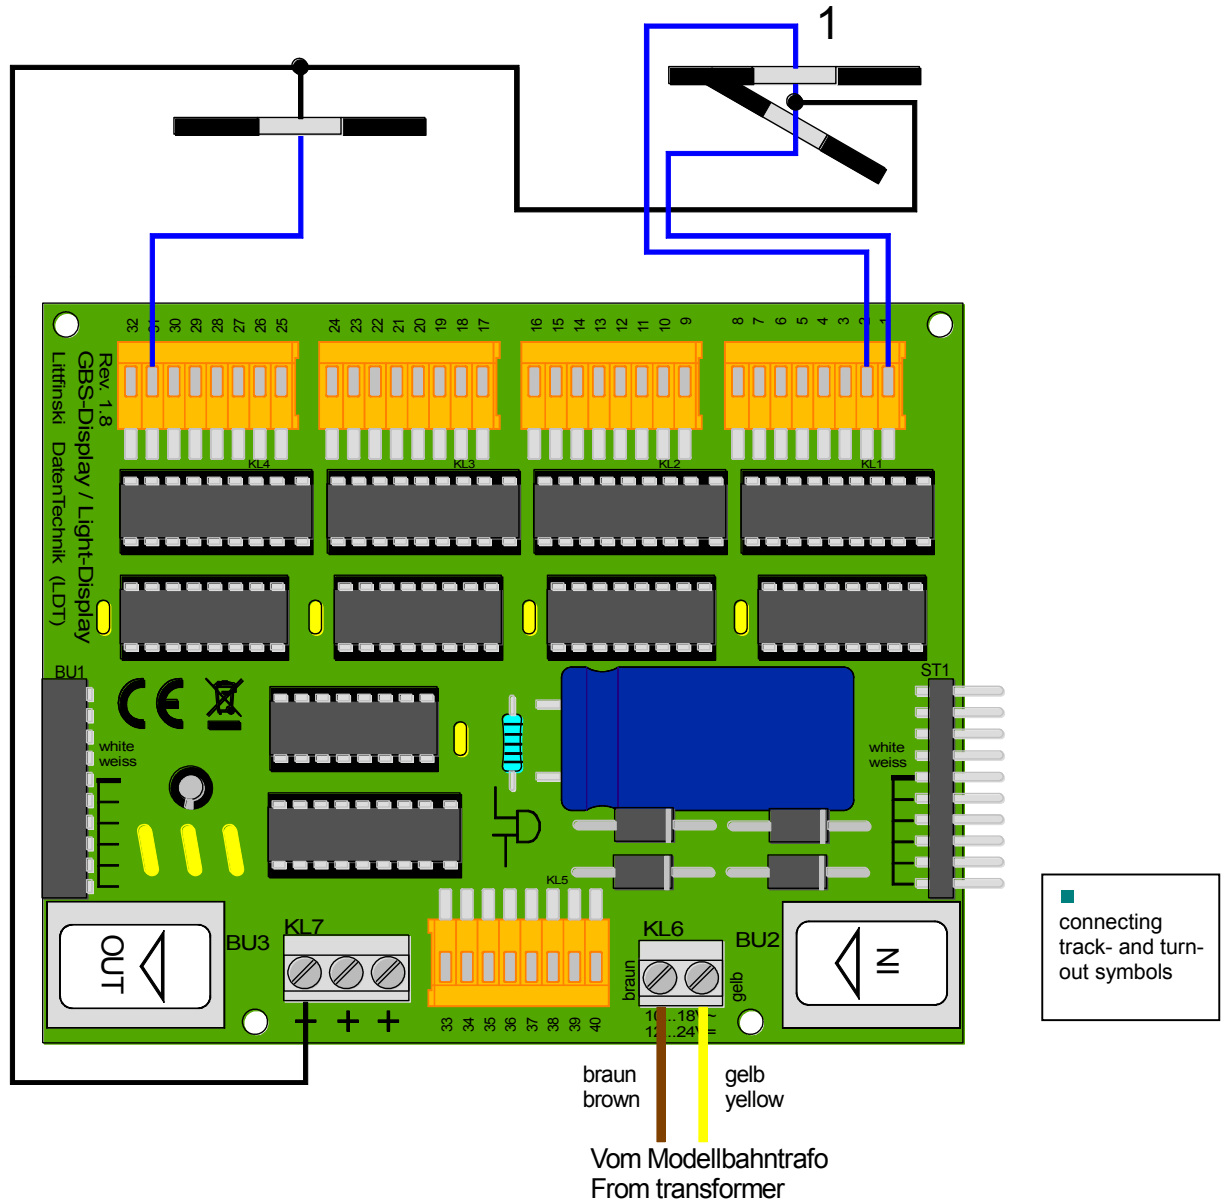 1
32 31 30 29 28 27 26 25
24 23 22 21 20 19 18 17
16 15 14 13 12 11 10 9
8 7 6 5 4 3 2 1
Rev. 1.8
GBS-Display / Light-Display
Littfinski DatenTechnik (LDT)
KL4
KL3
KL2
KL1
BU1
ST1
white
weiss
white
weiss
KL5
OUT
BU3
KL7
+ + +
33 34 35 36 37 38 39 40
KL6
braun
gelb
10...18V~
12...24V=
BU2
IN
connecting
track- and turn-
out symbols
braun
brown
gelb
yellow
Vom Modellbahntrafo
From transformer